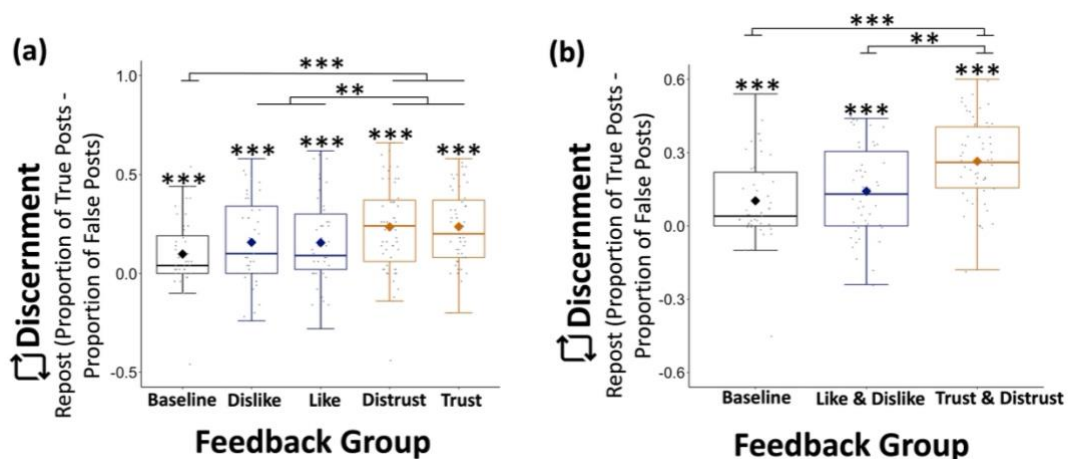 (a)
***
**
***
***
***
***
***
1.0
0.5
0.0
-0.5
Discernment
Repost (Proportion of True Posts -
Proportion of False Posts)
Baseline Dislike Like Distrust Trust
Feedback Group
(b)
***
**
***
***
***
0.6
0.3
0.0
-0.3
-0.6
Discernment
Repost (Proportion of True Posts -
Proportion of False Posts)
Baseline Like & Dislike Trust & Distrust
Feedback Group